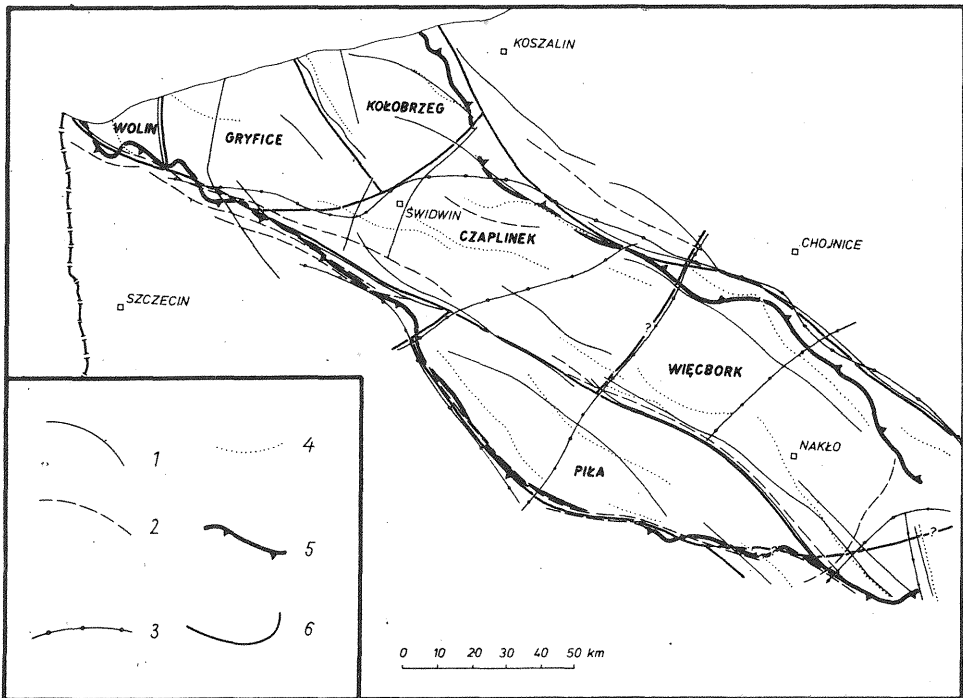 KOSZALIN
KOŁOBRZEG
WOLIN
GRYFICE
ŚWIDWIN
CZAPLINEK
CHOJNICE
SZCZECIN
?
WIĘCBORK
NAKŁO
PIŁA
?
1
4
2
5
3
6
0 10 20 30 40 50 km